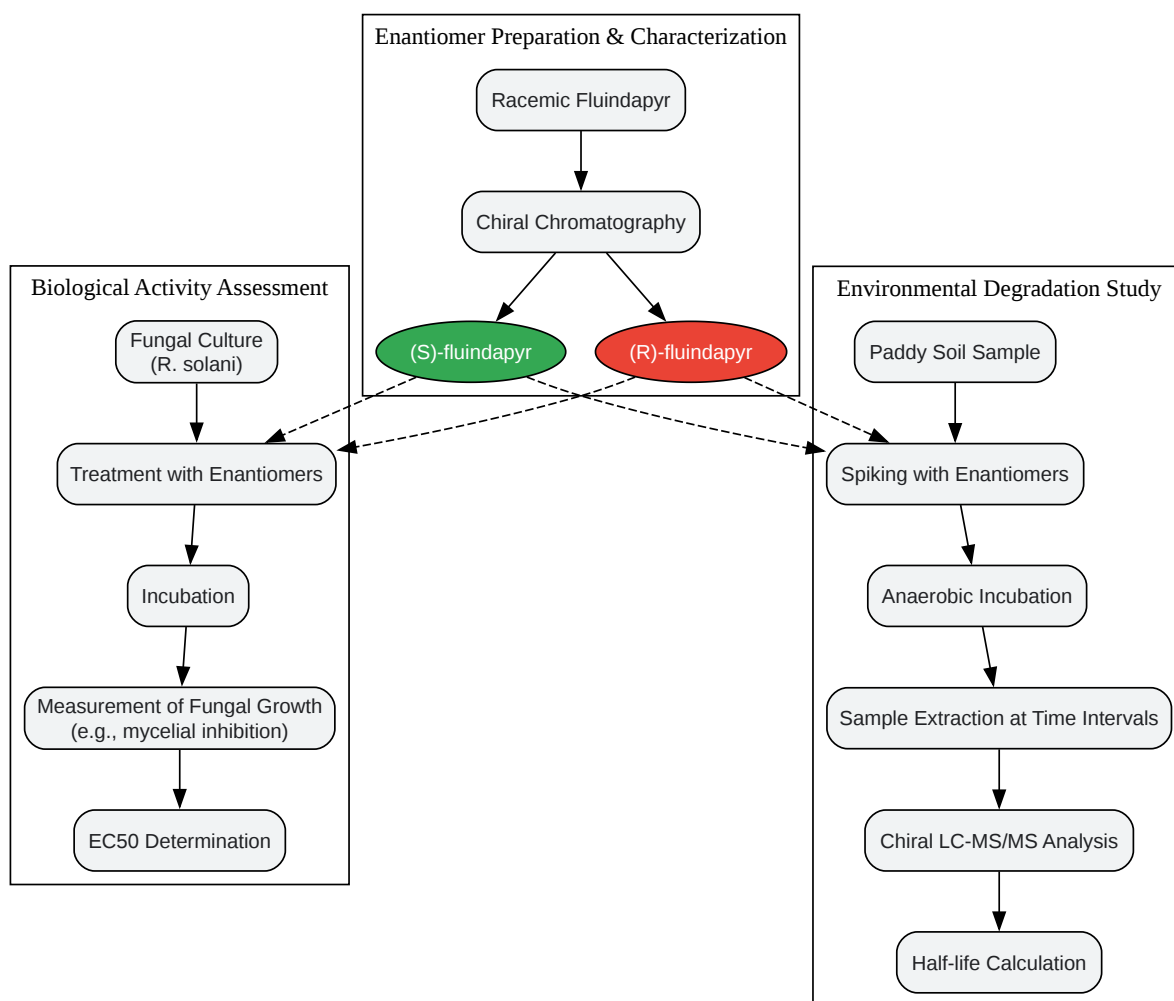 Enantiomer Preparation & Characterization
Racemic Fluindapyr
Chiral Chromatography
(S)-fluindapyr
(R)-fluindapyr
Biological Activity Assessment
Fungal Culture
(R. solani)
Treatment with Enantiomers
Incubation
Measurement of Fungal Growth
(e.g., mycelial inhibition)
EC50 Determination
Environmental Degradation Study
Paddy Soil Sample
Spiking with Enantiomers
Anaerobic Incubation
Sample Extraction at Time Intervals
Chiral LC-MS/MS Analysis
Half-life Calculation